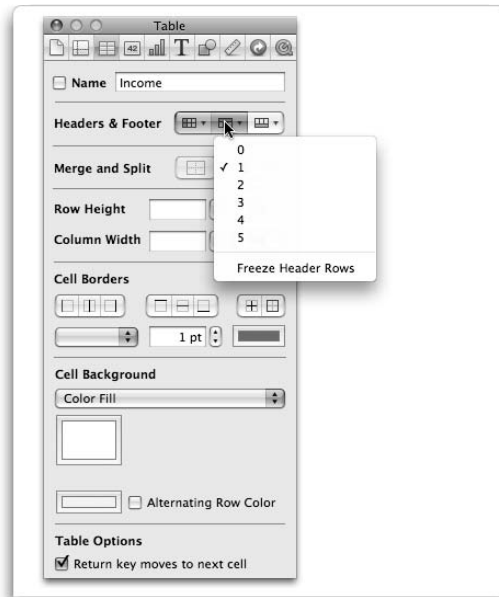 Table
42
Name Income
Headers & Footer
0
Merge and Split
✓ 1
2
3
Row Height
4
Column Width
5
Freeze Header Rows
Cell Borders
1 pt
Cell Background
Color Fill
Alternating Row Color
Table Options
Return key moves to next cell